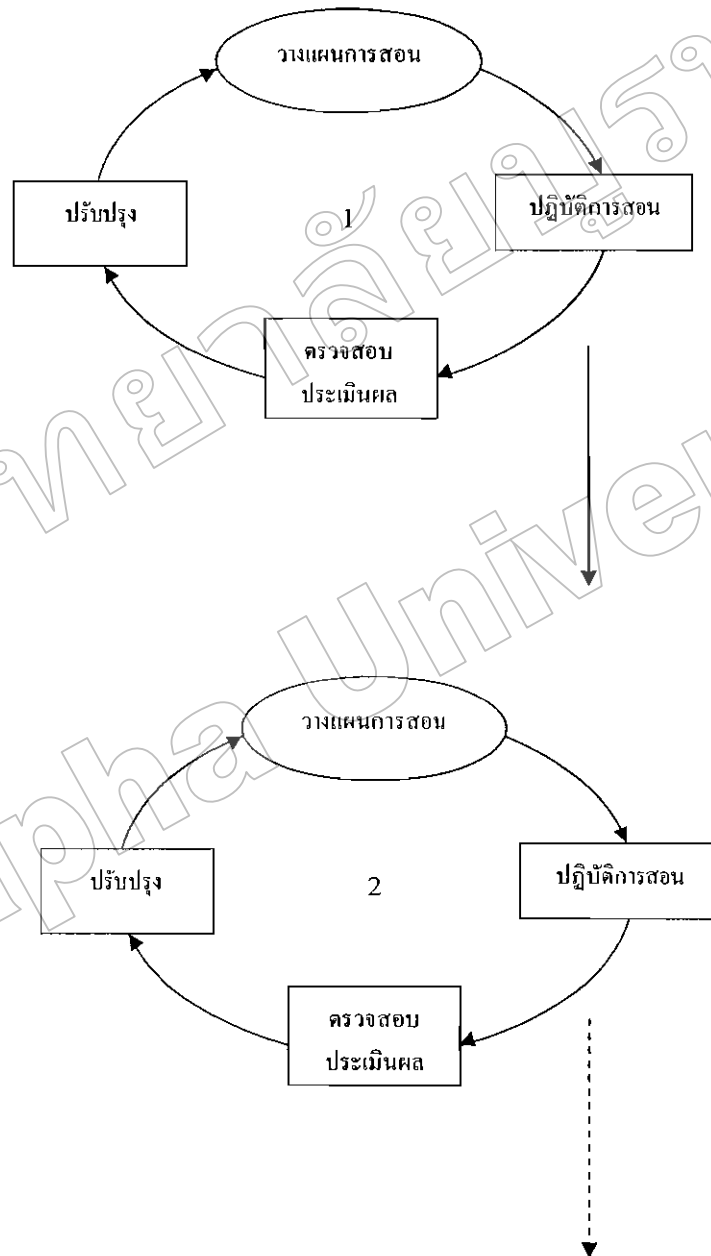 วางแผนการสอน
ปรับปรุง
1
ปฏิบัติการสอน
ตรวจสอบ
ประเมินผล
วางแผนการสอน
ปรับปรุง
2
ปฏิบัติการสอน
ตรวจสอบ
ประเมินผล